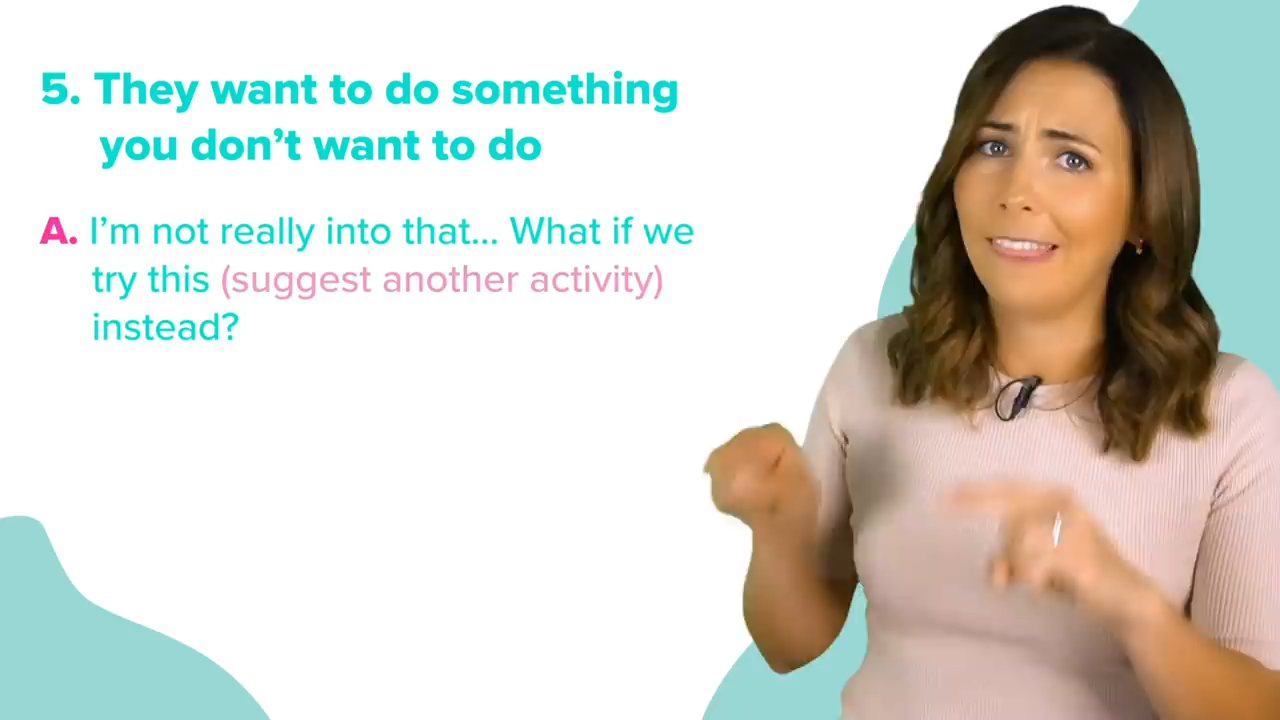 5. They want to do something
you don’t want to do
A. I’m not really into that... What if we
try this (suggest another activity)
instead?